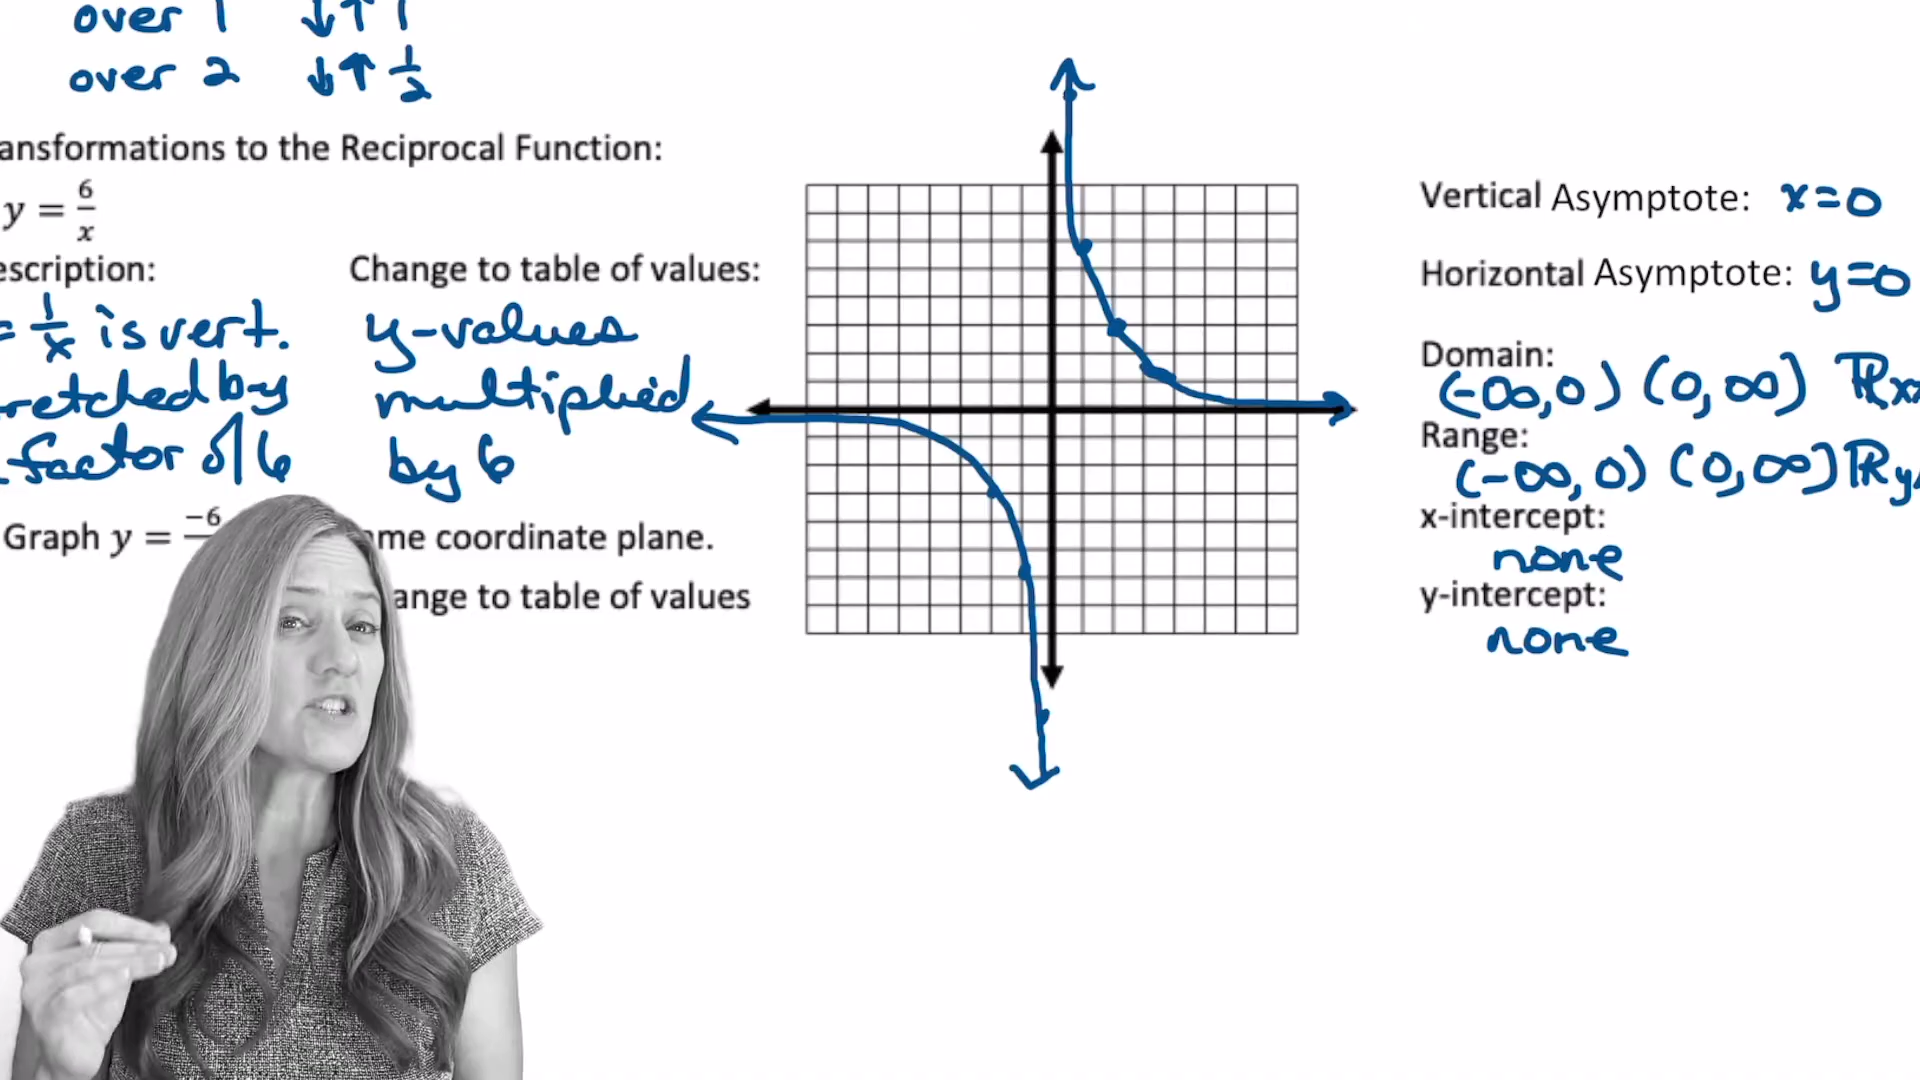 over 1 ↓↑ 1
over 2 ↓↑ 1/2
ansformations to the Reciprocal Function:
y = 6/x
escription:
= 1/x is vert.
retched by
factor of 6
Change to table of values:
y-values
multiplied
by 6
Graph y = −6
me coordinate plane.
ange to table of values
Vertical Asymptote: x=0
Horizontal Asymptote: y=0
Domain:
(-∞,0) (0,∞) ℝx
Range:
(-∞,0) (0,∞) ℝy
x-intercept:
none
y-intercept:
none